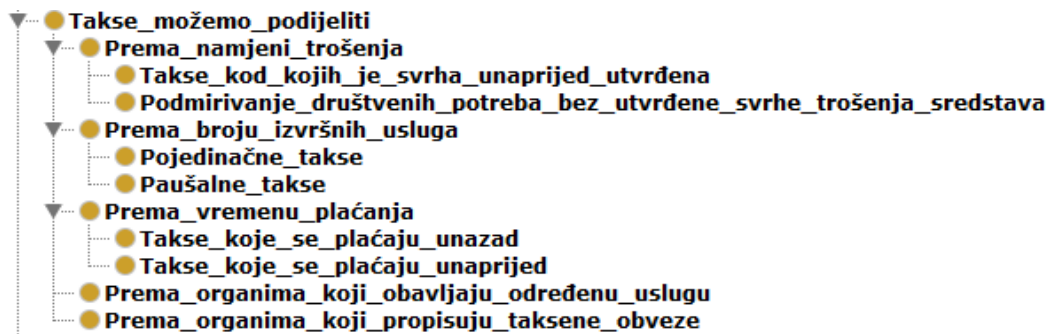 Takse_možemo_podijeliti
Prema_namjeni_trošenja
Takse_kod_kojih_je_svrha_unaprijed_utvrđena
Podmirivanje_društvenih_potreba_bez_utvrđene_svrhe_trošenja_sredstava
Prema_broju_izvršnih_usluga
Pojedinačne_takse
Paušalne_takse
Prema_vremenu_plaćanja
Takse_koje_se_plaćaju_unazad
Takse_koje_se_plaćaju_unaprijed
Prema_organima_koji_obavljaju_određenu_uslugu
Prema_organima_koji_propisuju_taksene_obveze